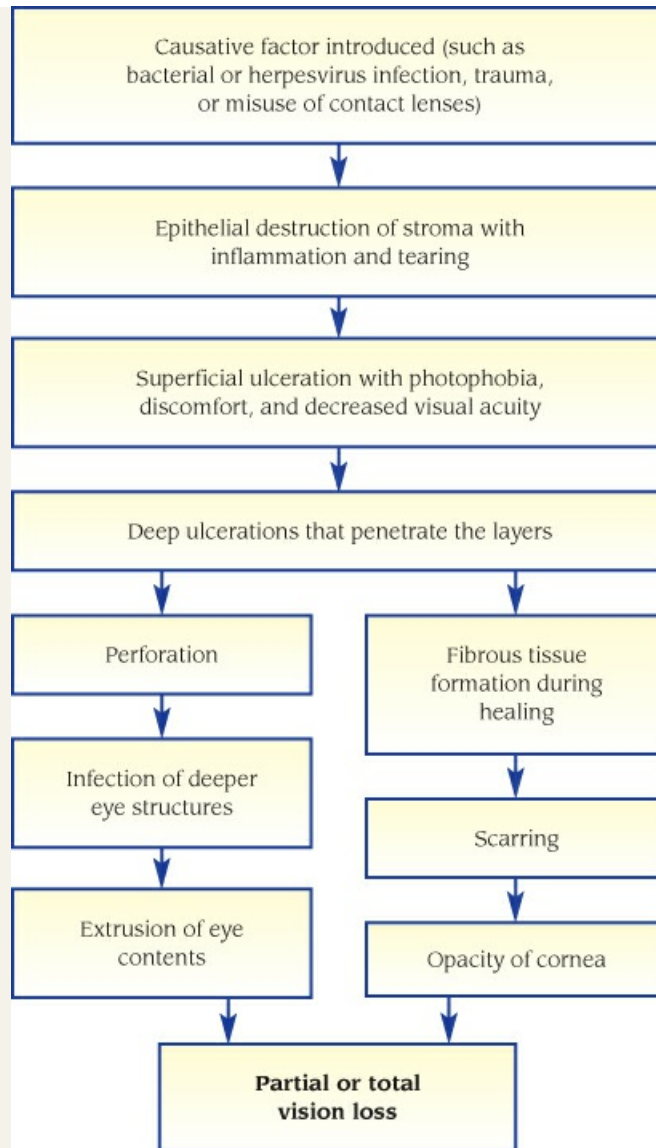 Causative factor introduced (such as
bacterial or herpesvirus infection, trauma,
or misuse of contact lenses)
Epithelial destruction of stroma with
inflammation and tearing
Superficial ulceration with photophobia,
discomfort, and decreased visual acuity
Deep ulcerations that penetrate the layers
Perforation
Infection of deeper
eye structures
Extrusion of eye
contents
Fibrous tissue
formation during
healing
Scarring
Opacity of cornea
Partial or total
vision loss